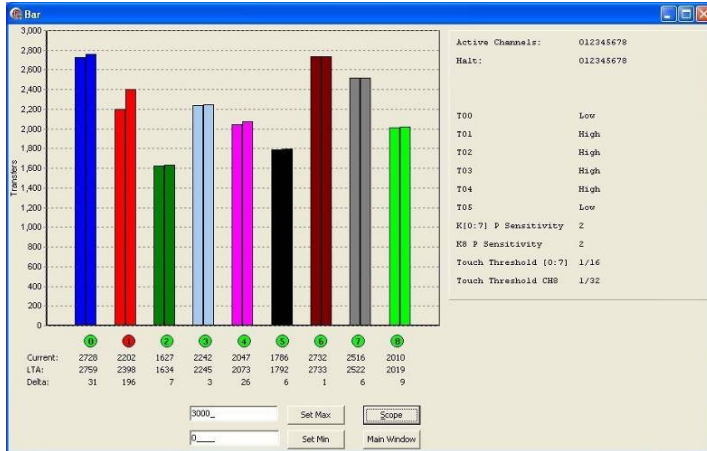 Bar
3,000
2,800
2,600
2,400
2,200
2,000
1,800
1,600
1,400
1,200
1,000
800
600
400
200
0
Transfers
0 1 2 3 4 5 6 7 8
Current: 2728 2202 1627 2242 2047 1786 2732 2516 2010
LTA: 2759 2398 1634 2245 2073 1792 2733 2522 2019
Delta: 31 196 7 3 26 6 1 6 9
3000_ Set Max Scope
0____ Set Min Main Window
Active Channels: 012345678
Halt: 012345678
T00 Low
T01 High
T02 High
T03 High
T04 High
T05 Low
K[0:7] P Sensitivity 2
K8 P Sensitivity 2
Touch Threshold [0:7] 1/16
Touch Threshold CH8 1/32